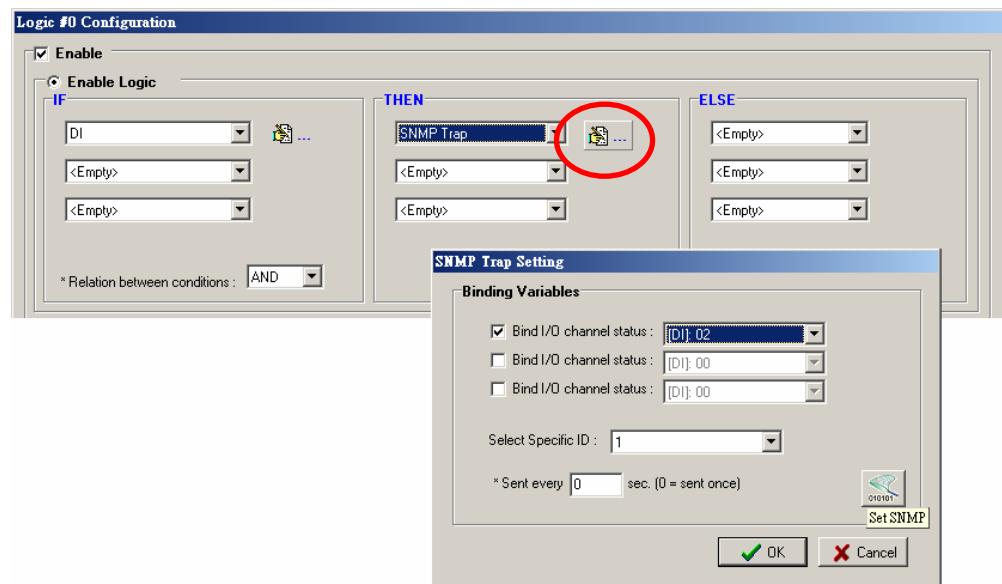 Logic #0 Configuration
Enable
Enable Logic
IF
THEN
ELSE
DI
...
SNMP Trap
...
<Empty>
<Empty>
<Empty>
<Empty>
<Empty>
<Empty>
<Empty>
* Relation between conditions :
AND
SNMP Trap Setting
Binding Variables
Bind I/O channel status :
[DI]: 02
Bind I/O channel status :
[DI]: 00
Bind I/O channel status :
[DI]: 00
Select Specific ID :
1
* Sent every
0
sec. (0 = sent once)
010101
Set SNMP
OK
Cancel